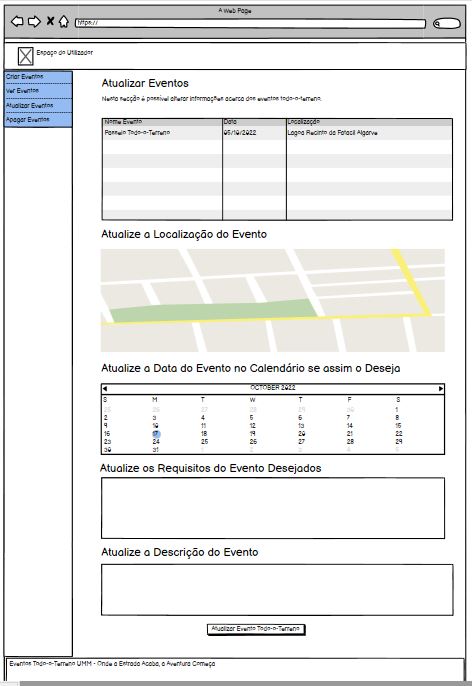 A Web Page
https://
Espaço do Utilizador
Criar Eventos
Ver Eventos
Atualizar Eventos
Apagar Eventos
Atualizar Eventos
Nesta secção é possível alterar informações acerca dos eventos todo-o-terreno.
Nome Evento Data Localização
Passeio Todo-o-Terreno 05/10/2022 Lagoa Recinto da Fatacil Algarve
Atualize a Localização do Evento
Atualize a Data do Evento no Calendário se assim o Deseja
OCTOBER 2022
S M T W T F S
25 26 27 28 29 30 1
2 3 4 5 6 7 8
9 10 11 12 13 14 15
16 17 18 19 20 21 22
23 24 25 26 27 28 29
30 31 1 2 3 4 5
Atualize os Requisitos do Evento Desejados
Atualize a Descrição do Evento
Atualizar Evento Todo-o-Terreno
Eventos Todo-o-Terreno UMM - Onde a Estrada Acaba, a Aventura Começa